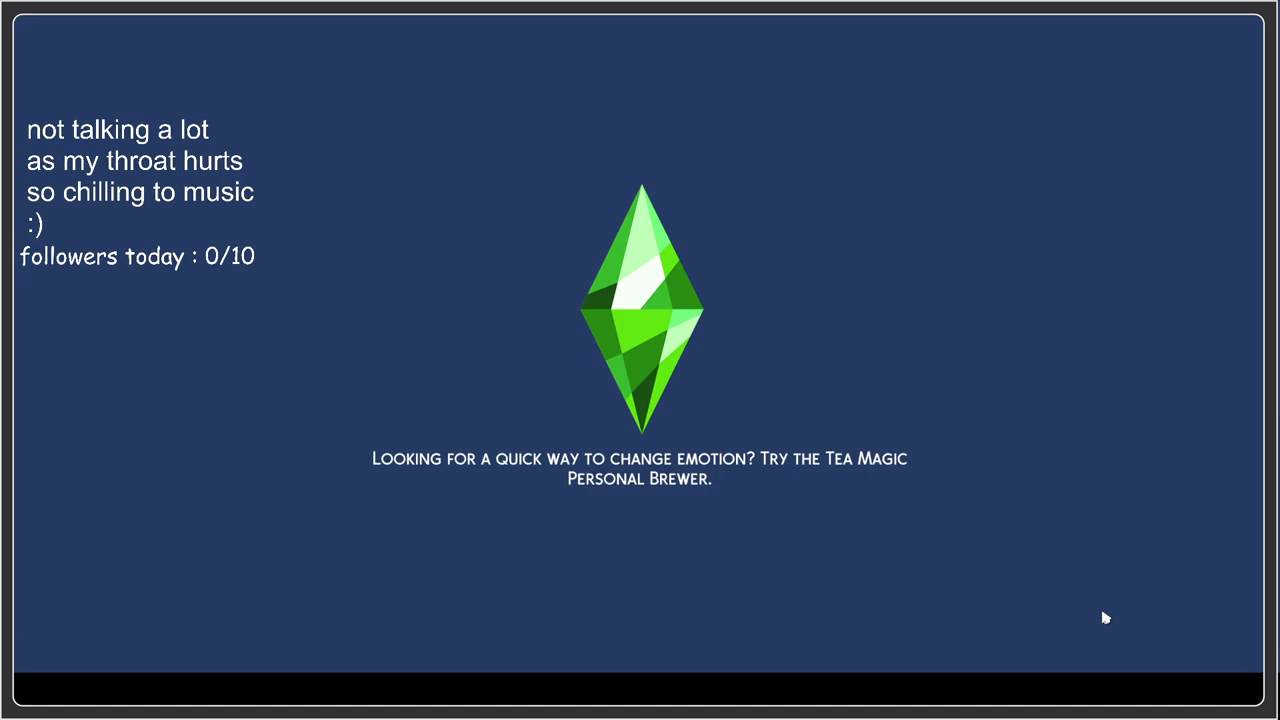 not talking a lot
as my throat hurts
so chilling to music
:)
followers today : 0/10
Looking for a quick way to change emotion? Try the Tea Magic
Personal Brewer.